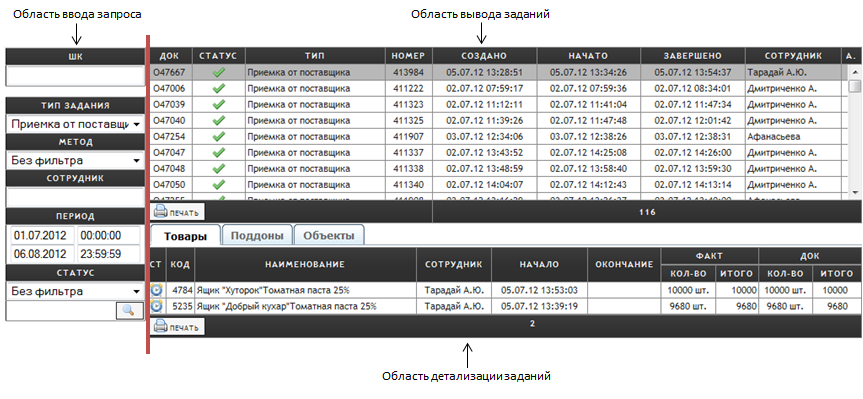 Область ввода запроса
Область вывода заданий
ШК
ТИП ЗАДАНИЯ
Приемка от поставщи
МЕТОД
Без фильтра
СОТРУДНИК
ПЕРИОД
01.07.2012 00:00:00
06.08.2012 23:59:59
СТАТУС
Без фильтра
ДОК СТАТУС ТИП НОМЕР СОЗДАНО НАЧАТО ЗАВЕРШЕНО СОТРУДНИК А.
О47667 Приемка от поставщика 413984 05.07.12 13:28:51 05.07.12 13:34:26 05.07.12 13:54:37 Тарадай А.Ю.
О47006 Приемка от поставщика 411222 02.07.12 07:59:17 02.07.12 07:59:36 02.07.12 08:34:01 Дмитриченко А.
О47039 Приемка от поставщика 411323 02.07.12 11:12:11 02.07.12 11:41:04 02.07.12 11:47:34 Дмитриченко А.
О47040 Приемка от поставщика 411325 02.07.12 11:39:26 02.07.12 11:47:48 02.07.12 12:01:42 Дмитриченко А.
О47254 Приемка от поставщика 411907 03.07.12 12:34:06 03.07.12 12:38:26 03.07.12 12:38:31 Афанасьева
О47047 Приемка от поставщика 411337 02.07.12 13:43:52 02.07.12 14:25:08 02.07.12 14:26:00 Дмитриченко А.
О47048 Приемка от поставщика 411338 02.07.12 13:48:59 02.07.12 13:58:40 02.07.12 13:59:30 Дмитриченко А.
О47050 Приемка от поставщика 411340 02.07.12 14:04:07 02.07.12 14:12:43 02.07.12 14:13:14 Дмитриченко А.
ПЕЧАТЬ 116
Товары Поддоны Объекты
СТ КОД НАИМЕНОВАНИЕ СОТРУДНИК НАЧАЛО ОКОНЧАНИЕ ФАКТ ДОК
КОЛ-ВО ИТОГО КОЛ-ВО ИТОГО
4784 Ящик "Хуторок"Томатная паста 25% Тарадай А.Ю. 05.07.12 13:53:03 10000 шт. 10000 10000 шт. 10000
5235 Ящик "Добрый кухар"Томатная паста 25% Тарадай А.Ю. 05.07.12 13:39:19 9680 шт. 9680 9680 шт. 9680
ПЕЧАТЬ 2
Область детализации заданий